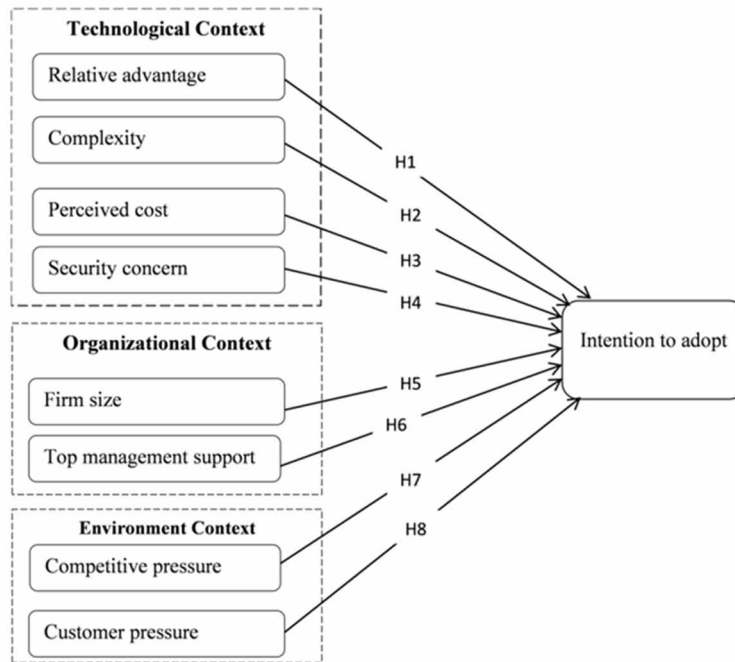 Technological Context
Relative advantage
Complexity
Perceived cost
Security concern
H1
H2
H3
H4
Organizational Context
Firm size
Top management support
H5
H6
Environment Context
Competitive pressure
Customer pressure
H7
H8
Intention to adopt